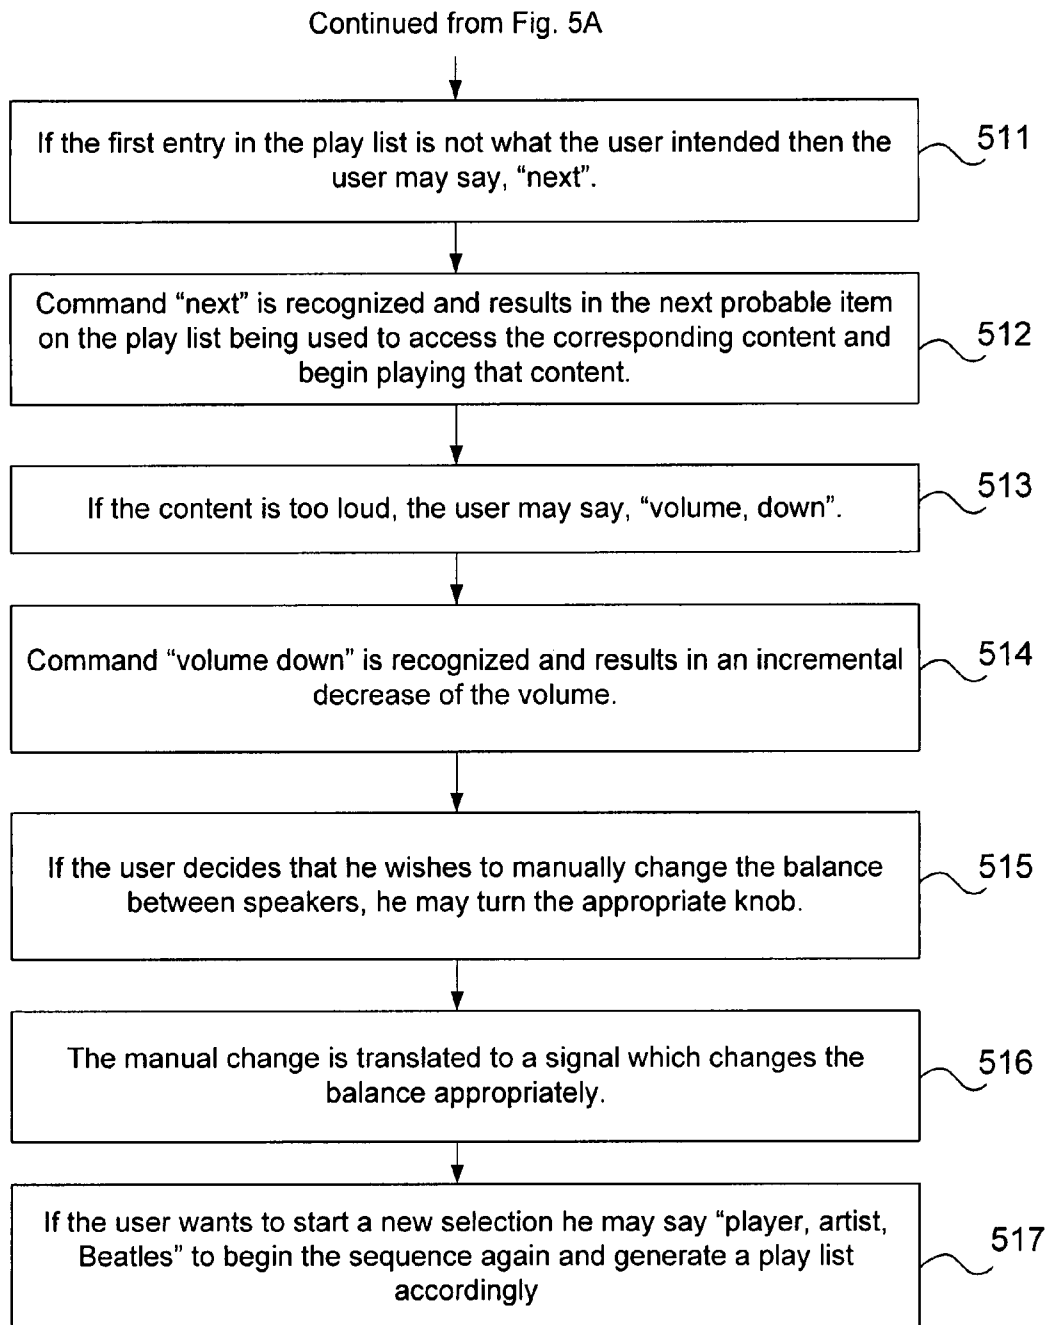 Continued from Fig. 5A
If the first entry in the play list is not what the user intended then the
user may say, “next”.
511
Command “next” is recognized and results in the next probable item
on the play list being used to access the corresponding content and
begin playing that content.
512
If the content is too loud, the user may say, “volume, down”.
513
Command “volume down” is recognized and results in an incremental
decrease of the volume.
514
If the user decides that he wishes to manually change the balance
between speakers, he may turn the appropriate knob.
515
The manual change is translated to a signal which changes the
balance appropriately.
516
If the user wants to start a new selection he may say “player, artist,
Beatles” to begin the sequence again and generate a play list
accordingly
517